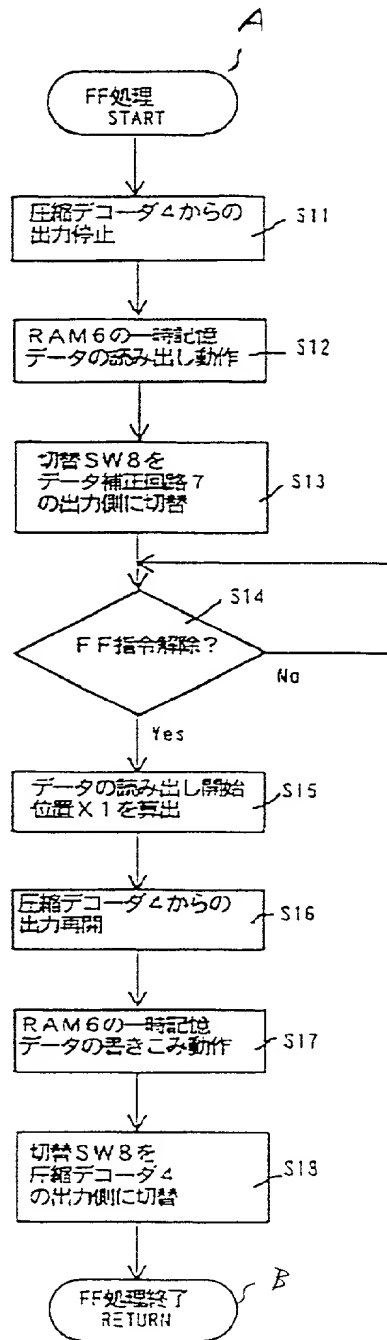 A
FF処理
START
圧縮デコーダ4からの
出力停止
S11
RAM6の一時記憶
データの読み出し動作
S12
切替SW8を
データ補正回路7
の出力側に切替
S13
S14
FF指令解除?
No
Yes
データの読み出し開始
位置X1を算出
S15
圧縮デコーダ4からの
出力再開
S16
RAM6の一時記憶
データの書きこみ動作
S17
切替SW8を
圧縮デコーダ4
の出力側に切替
S18
B
FF処理終了
RETURN